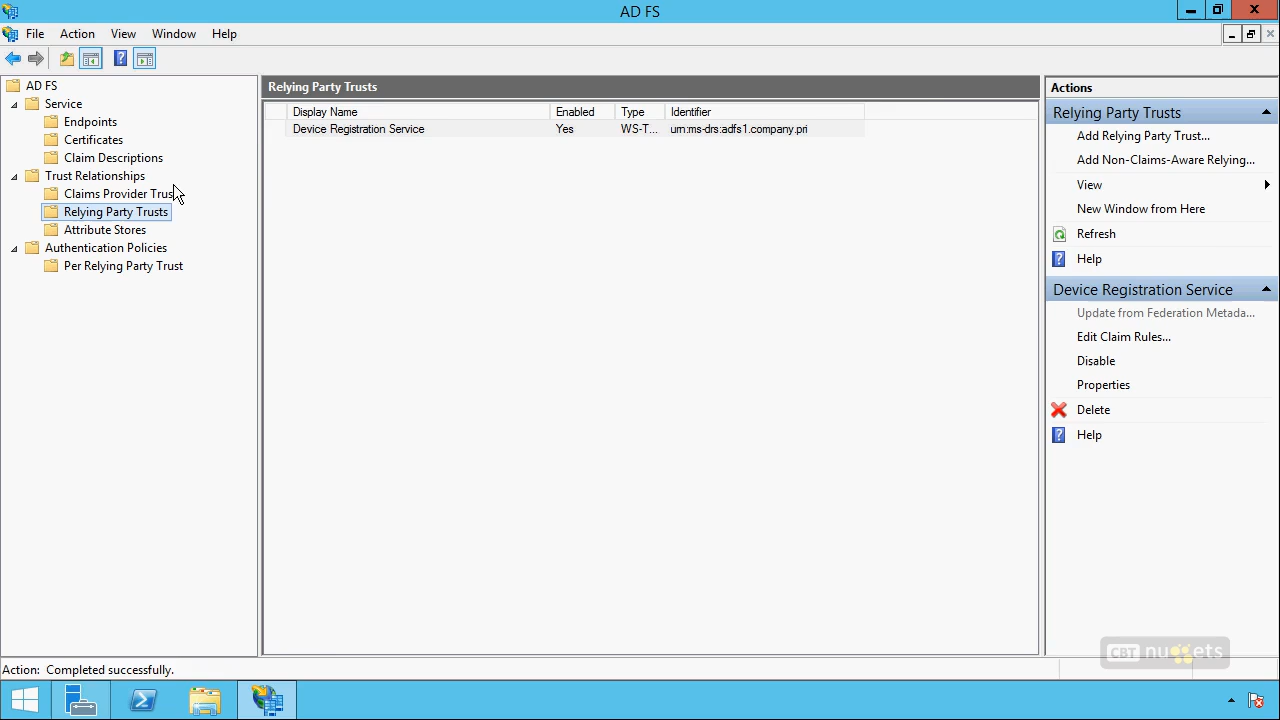 AD FS
File Action View Window Help
AD FS
Service
Endpoints
Certificates
Claim Descriptions
Trust Relationships
Claims Provider Trus
Relying Party Trusts
Attribute Stores
Authentication Policies
Per Relying Party Trust
Relying Party Trusts
Display Name Enabled Type Identifier
Device Registration Service Yes WS-T... urn:ms-drs:adfs1.company.pri
Actions
Relying Party Trusts
Add Relying Party Trust...
Add Non-Claims-Aware Relying...
View
New Window from Here
Refresh
Help
Device Registration Service
Update from Federation Metada...
Edit Claim Rules...
Disable
Properties
Delete
Help
Action: Completed successfully.
CBT nuggets